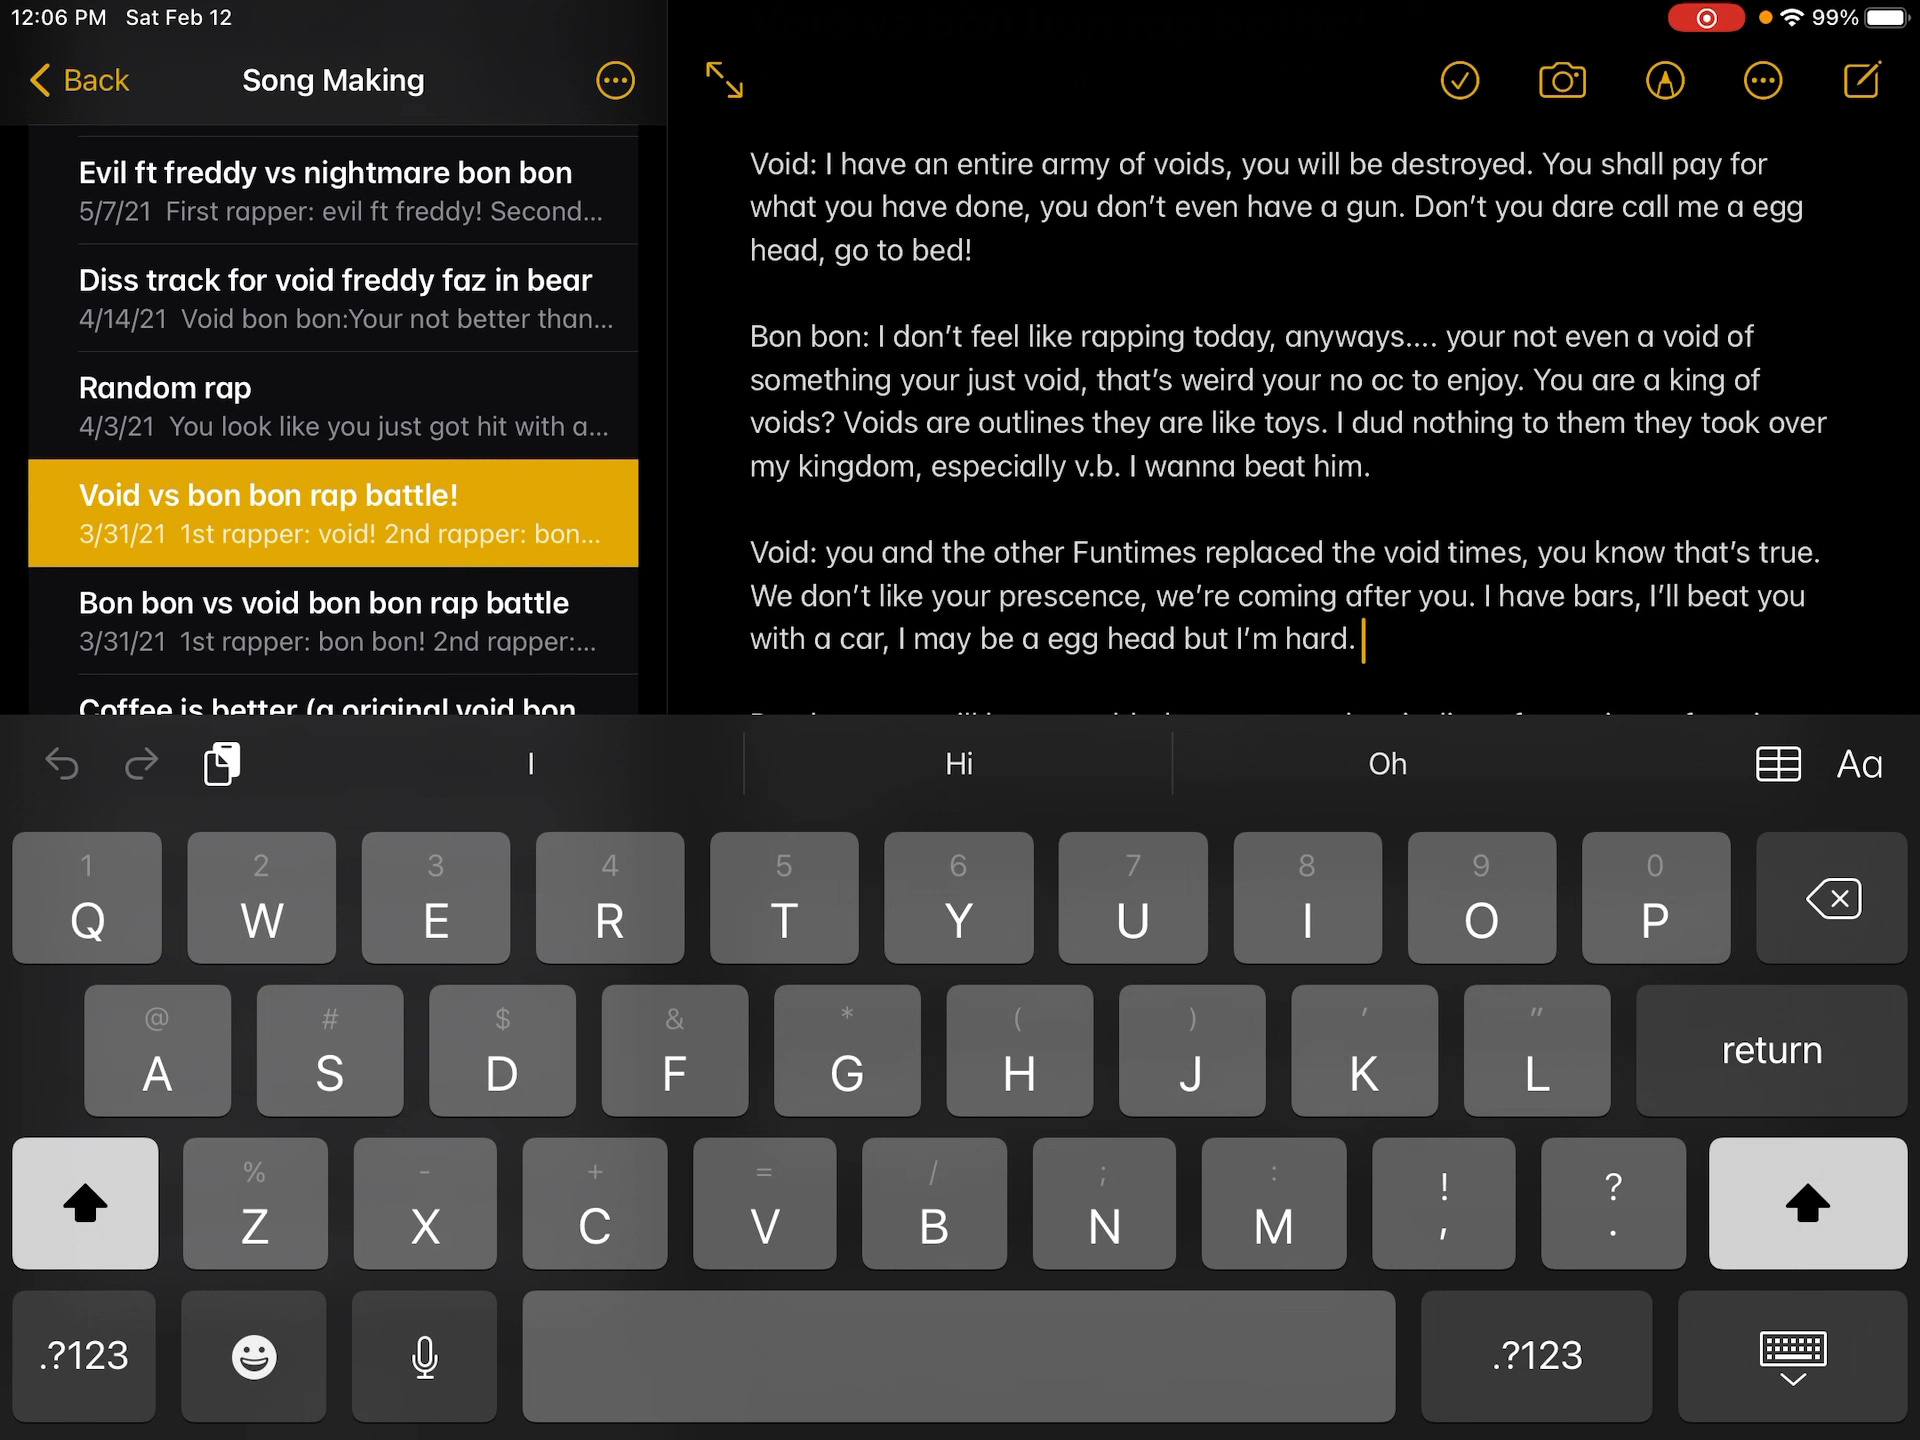 12:06 PM Sat Feb 12
99%
Back
Song Making
Evil ft freddy vs nightmare bon bon
5/7/21 First rapper: evil ft freddy! Second...
Diss track for void freddy faz in bear
4/14/21 Void bon bon:Your not better than...
Random rap
4/3/21 You look like you just got hit with a...
Void vs bon bon rap battle!
3/31/21 1st rapper: void! 2nd rapper: bon...
Bon bon vs void bon bon rap battle
3/31/21 1st rapper: bon bon! 2nd rapper:...
Coffee is better (a original void bon
Void: I have an entire army of voids, you will be destroyed. You shall pay for
what you have done, you don’t even have a gun. Don’t you dare call me a egg
head, go to bed!
Bon bon: I don’t feel like rapping today, anyways.... your not even a void of
something your just void, that’s weird your no oc to enjoy. You are a king of
voids? Voids are outlines they are like toys. I dud nothing to them they took over
my kingdom, especially v.b. I wanna beat him.
Void: you and the other Funtimes replaced the void times, you know that’s true.
We don’t like your prescence, we’re coming after you. I have bars, I’ll beat you
with a car, I may be a egg head but I’m hard.
I Hi Oh Aa
1 2 3 4 5 6 7 8 9 0
Q W E R T Y U I O P
@ # $ & * ( ) ' "
A S D F G H J K L return
% - + = / ; : ! ?
Z X C V B N M , .
.?123 .?123